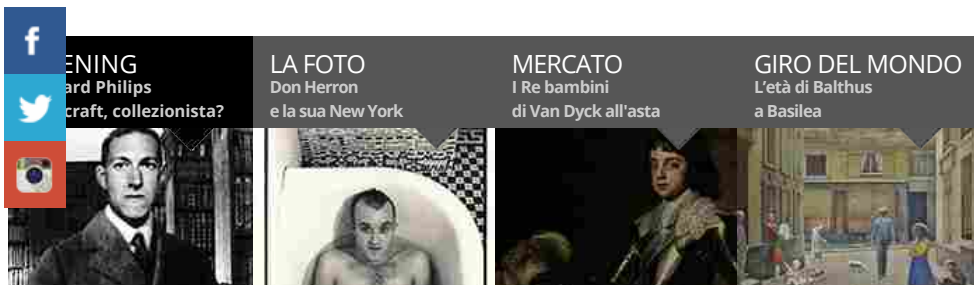 ENING
ard Philips
craft, collezionista?
LA FOTO
Don Herron
e la sua New York
MERCATO
I Re bambini
di Van Dyck all'asta
GIRO DEL MONDO
L'età di Balthus
a Basilea